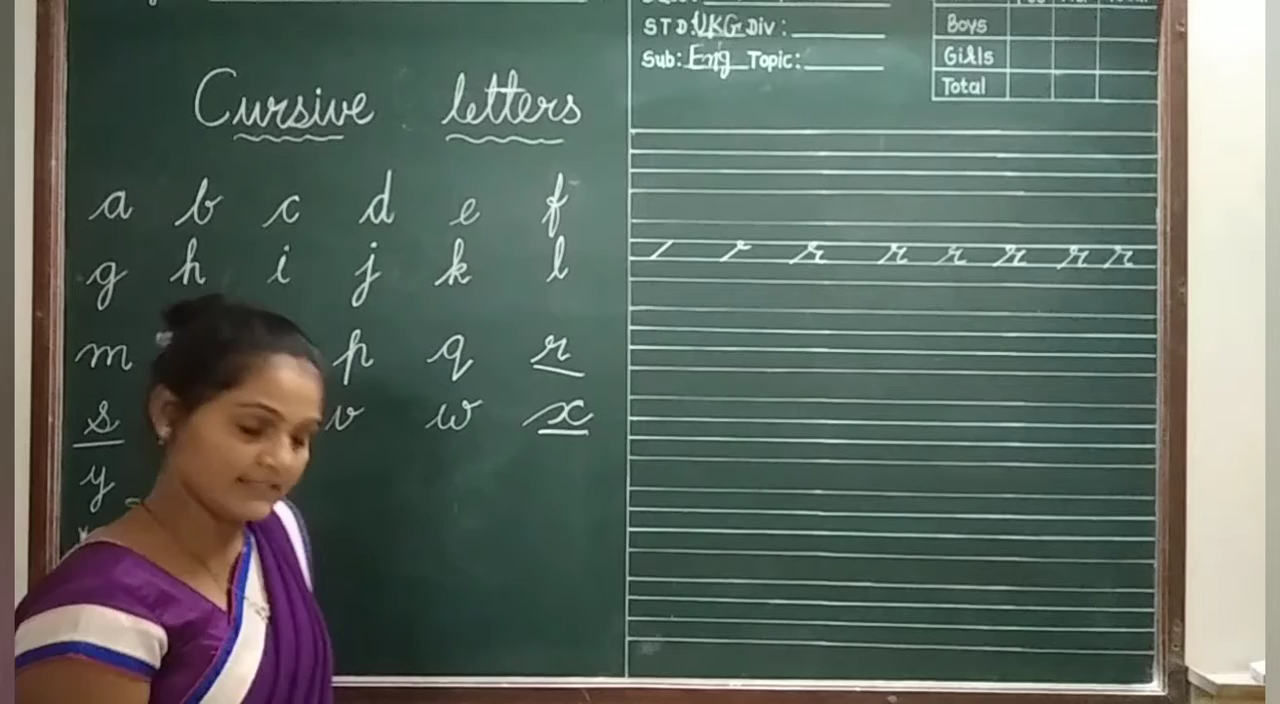 Cursive letters
a b c d e f
g h i j k l
m p q r
s v w x
y
STD: UKG Div:
Sub: Eng Topic:
Boys
Girls
Total
r r r r r r r